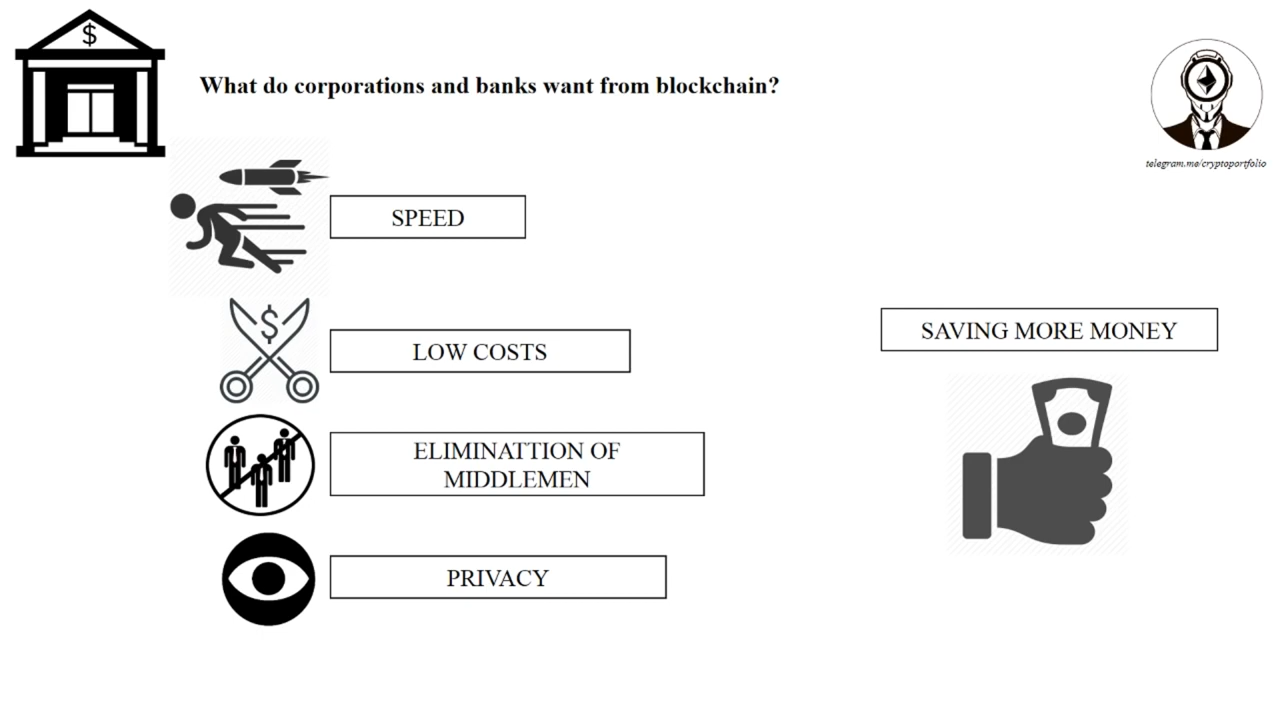 $
What do corporations and banks want from blockchain?
telegram.me/cryptoportfolio
SPEED
$
LOW COSTS
SAVING MORE MONEY
ELIMINATTION OF
MIDDLEMEN
PRIVACY